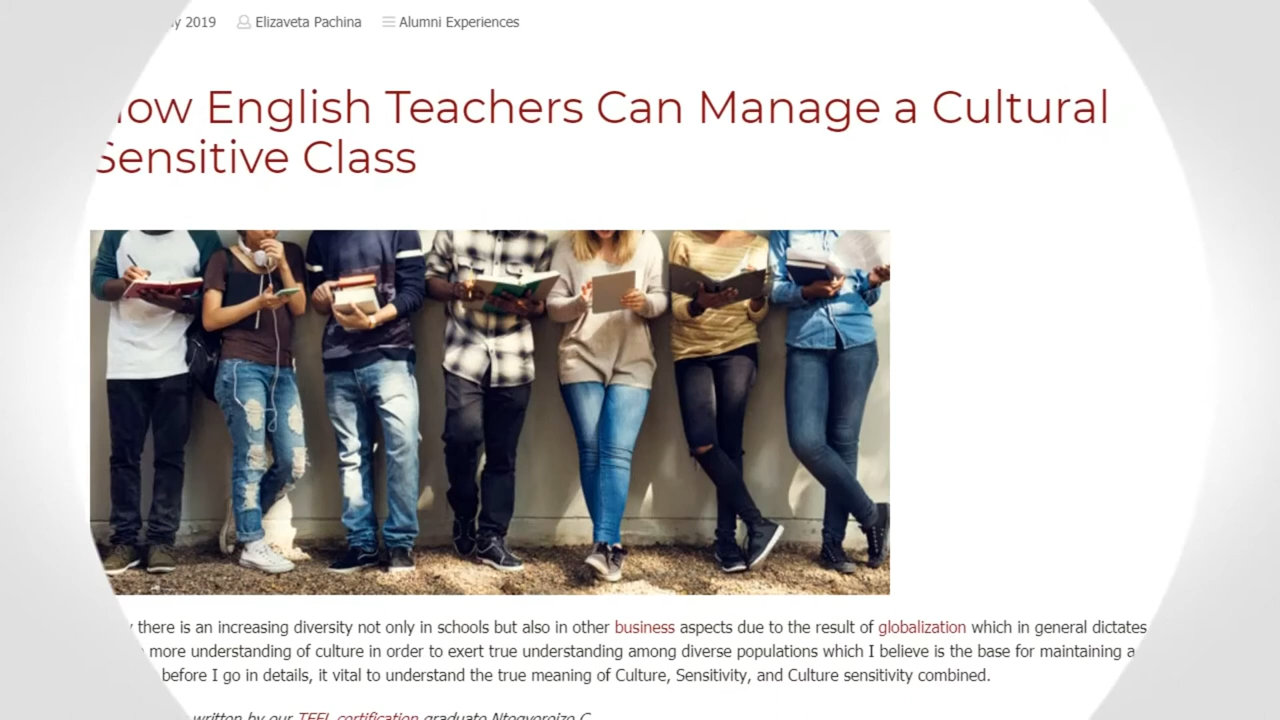 2019 Elizaveta Pachina Alumni Experiences
How English Teachers Can Manage a Cultural
Sensitive Class
there is an increasing diversity not only in schools but also in other business aspects due to the result of globalization which in general dictates
more understanding of culture in order to exert true understanding among diverse populations which I believe is the base for maintaining a
before I go in details, it vital to understand the true meaning of Culture, Sensitivity, and Culture sensitivity combined.
written by our TEFL certification graduate